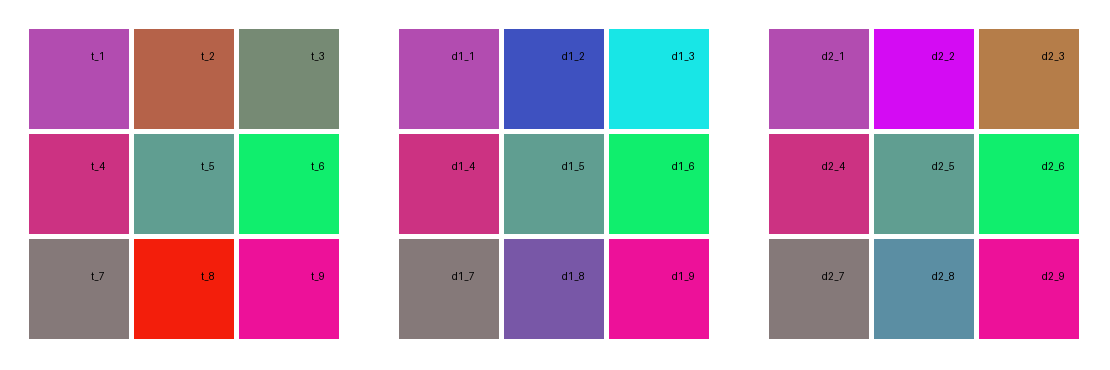 t_1 t_2 t_3 d1_1 d1_2 d1_3 d2_1 d2_2 d2_3
t_4 t_5 t_6 d1_4 d1_5 d1_6 d2_4 d2_5 d2_6
t_7 t_8 t_9 d1_7 d1_8 d1_9 d2_7 d2_8 d2_9